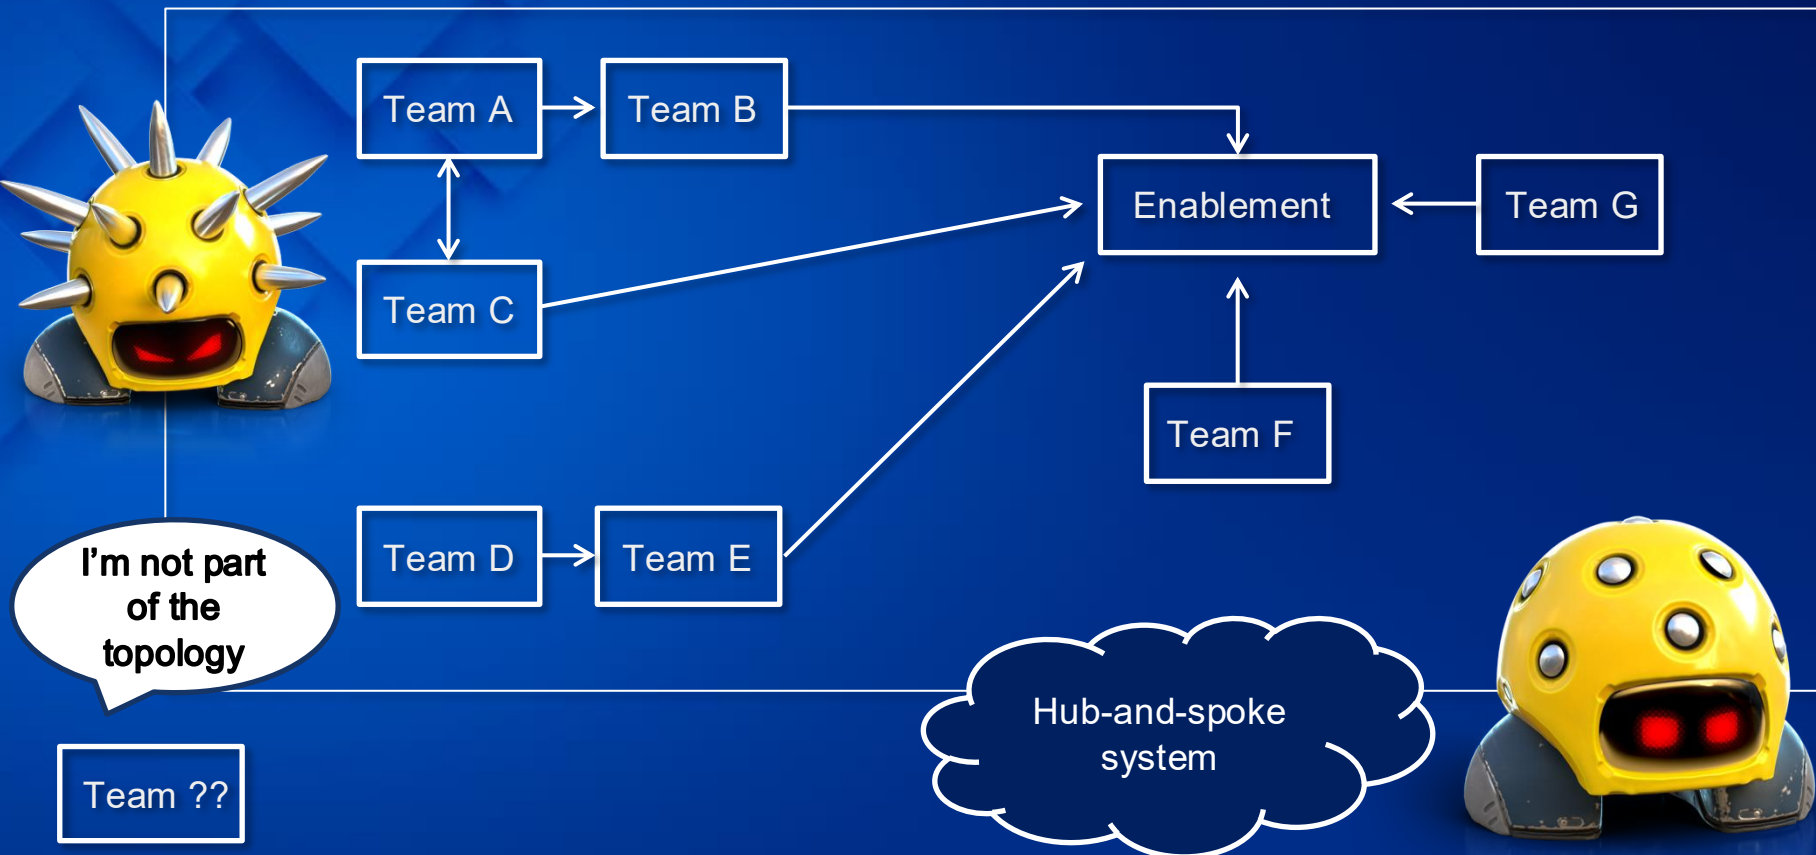 Team A
Team B
Enablement
Team G
Team C
Team F
Team D
Team E
I'm not part
of the
topology
Hub-and-spoke
system
Team ??